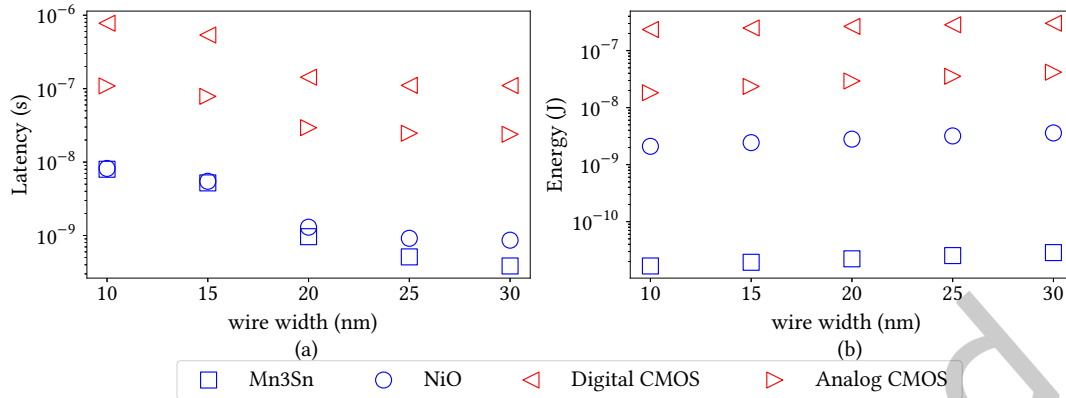 10⁻⁶
10⁻⁷
10⁻⁸
10⁻⁹
Latency (s)
10 15 20 25 30
wire width (nm)
(a)
10⁻⁷
10⁻⁸
10⁻⁹
10⁻¹⁰
Energy (J)
10 15 20 25 30
wire width (nm)
(b)
Mn3Sn NiO Digital CMOS Analog CMOS